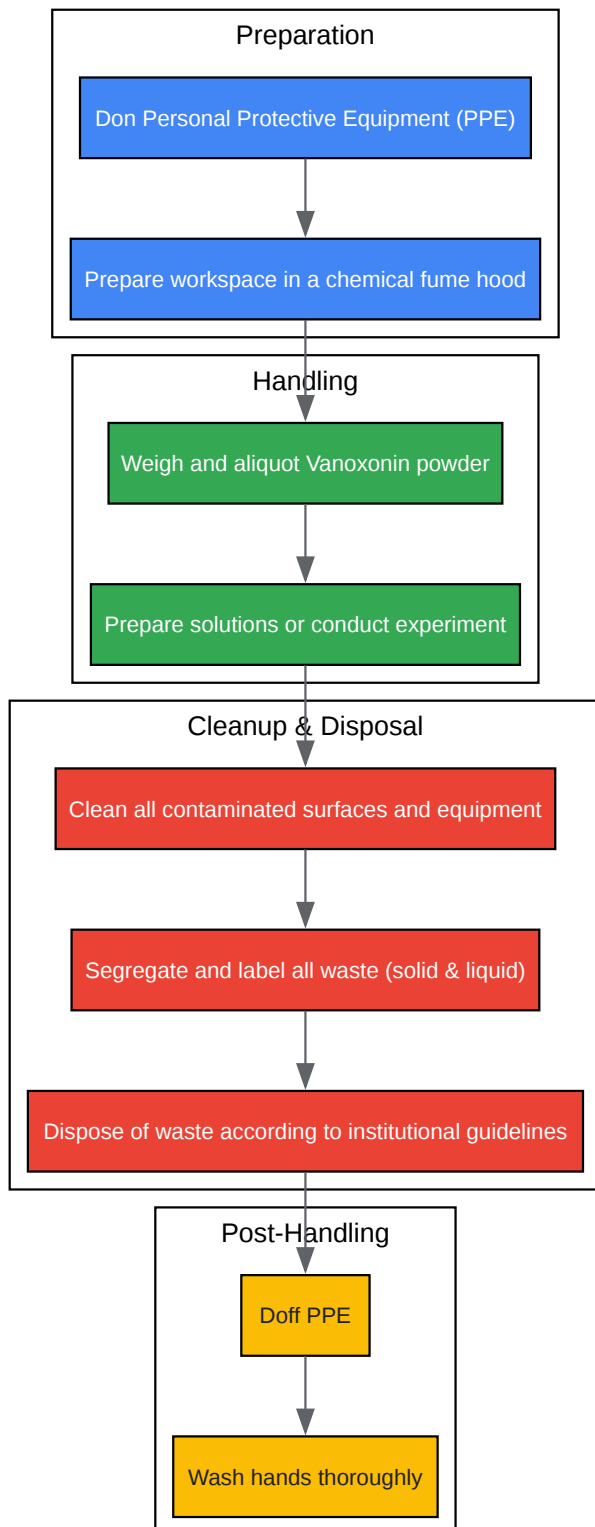 Preparation
Don Personal Protective Equipment (PPE)
Prepare workspace in a chemical fume hood
Handling
Weigh and aliquot Vanoxonin powder
Prepare solutions or conduct experiment
Cleanup & Disposal
Clean all contaminated surfaces and equipment
Segregate and label all waste (solid & liquid)
Dispose of waste according to institutional guidelines
Post-Handling
Doff PPE
Wash hands thoroughly